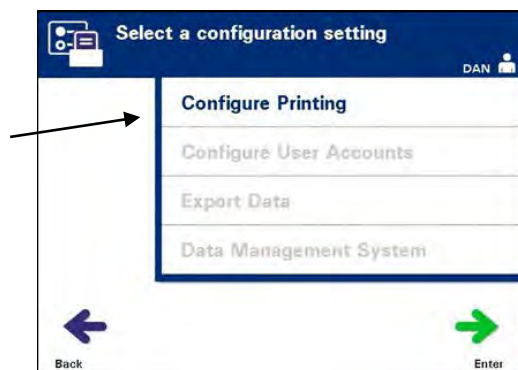 Select a configuration setting
DAN
Configure Printing
Configure User Accounts
Export Data
Data Management System
Back
Enter